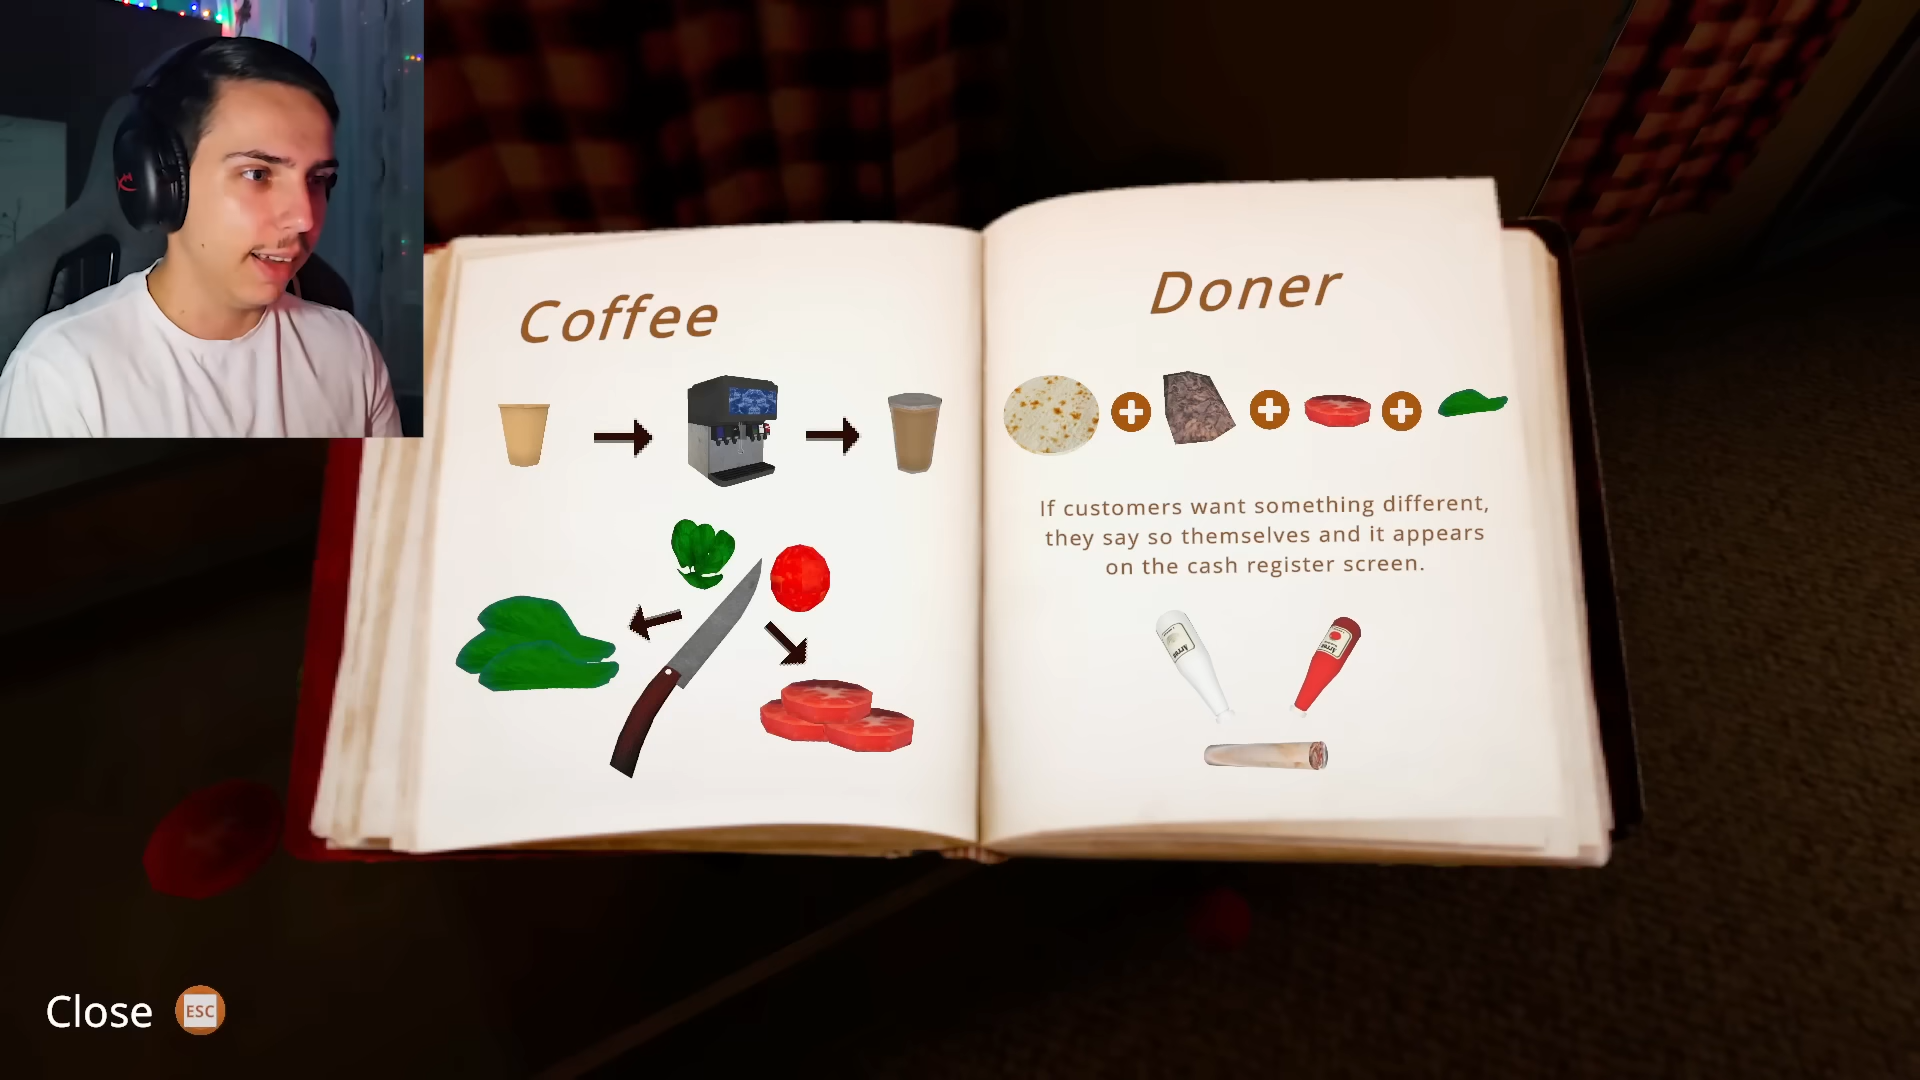 Coffee
Doner
If customers want something different,
they say so themselves and it appears
on the cash register screen.
Close ESC